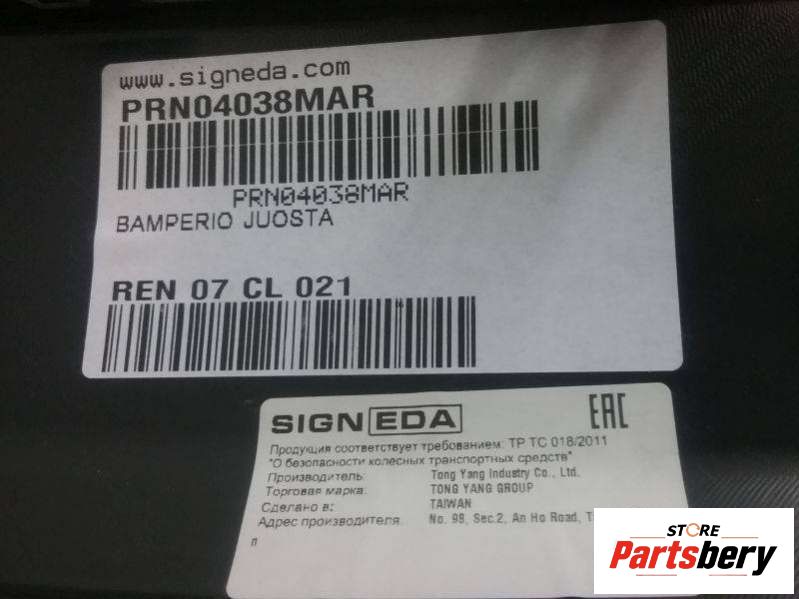 www.signeda.com
PRN04038MAR
PRN04038MAR
BAMPERIO JUOSTA
REN 07 CL 021
SIGNEDA
EAC
Продукция соответствует требованием: ТР ТС 018/2011
"О безопасности колесных транспортных средств"
Производитель: Tong Yang Industry Co., Ltd.
Торговая марка: TONG YANG GROUP
Сделано в: TAIWAN
Адрес производителя: No. 98, Sec.2, An Ho Road,
п
STORE
Partsbery